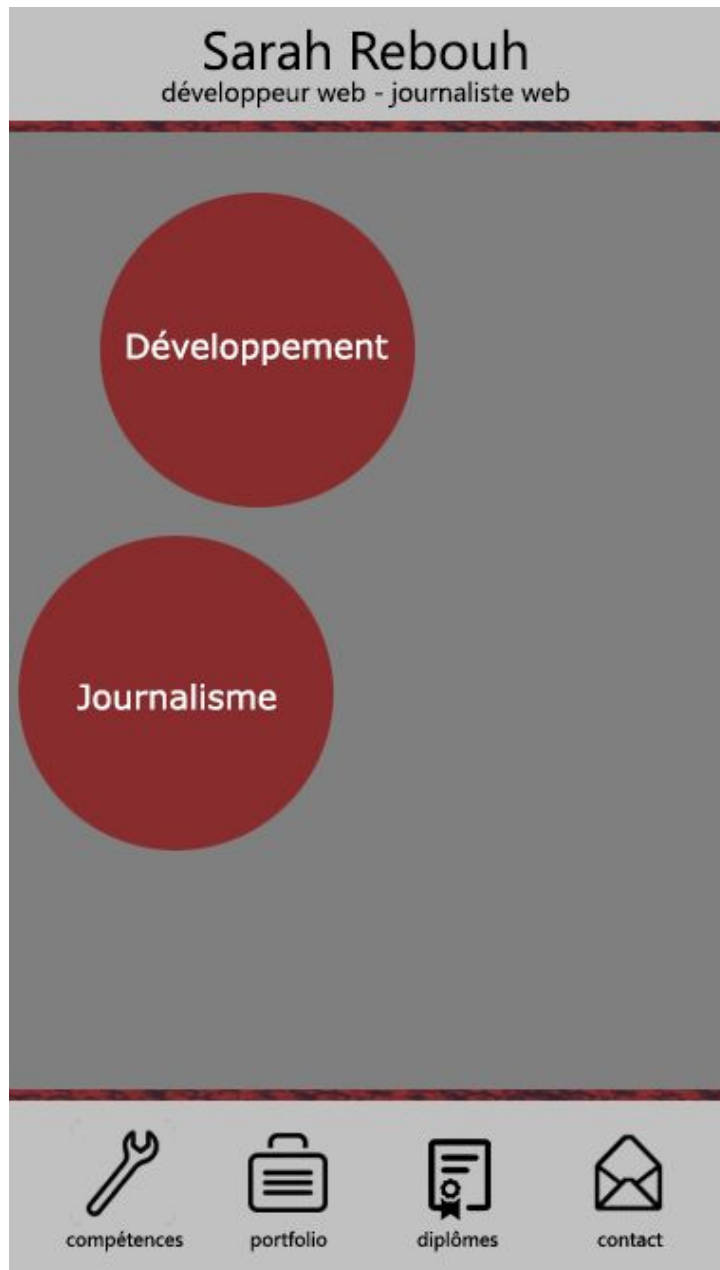 Sarah Rebouh
développeur web - journaliste web
Développement
Journalisme
compétences
portfolio
diplômes
contact